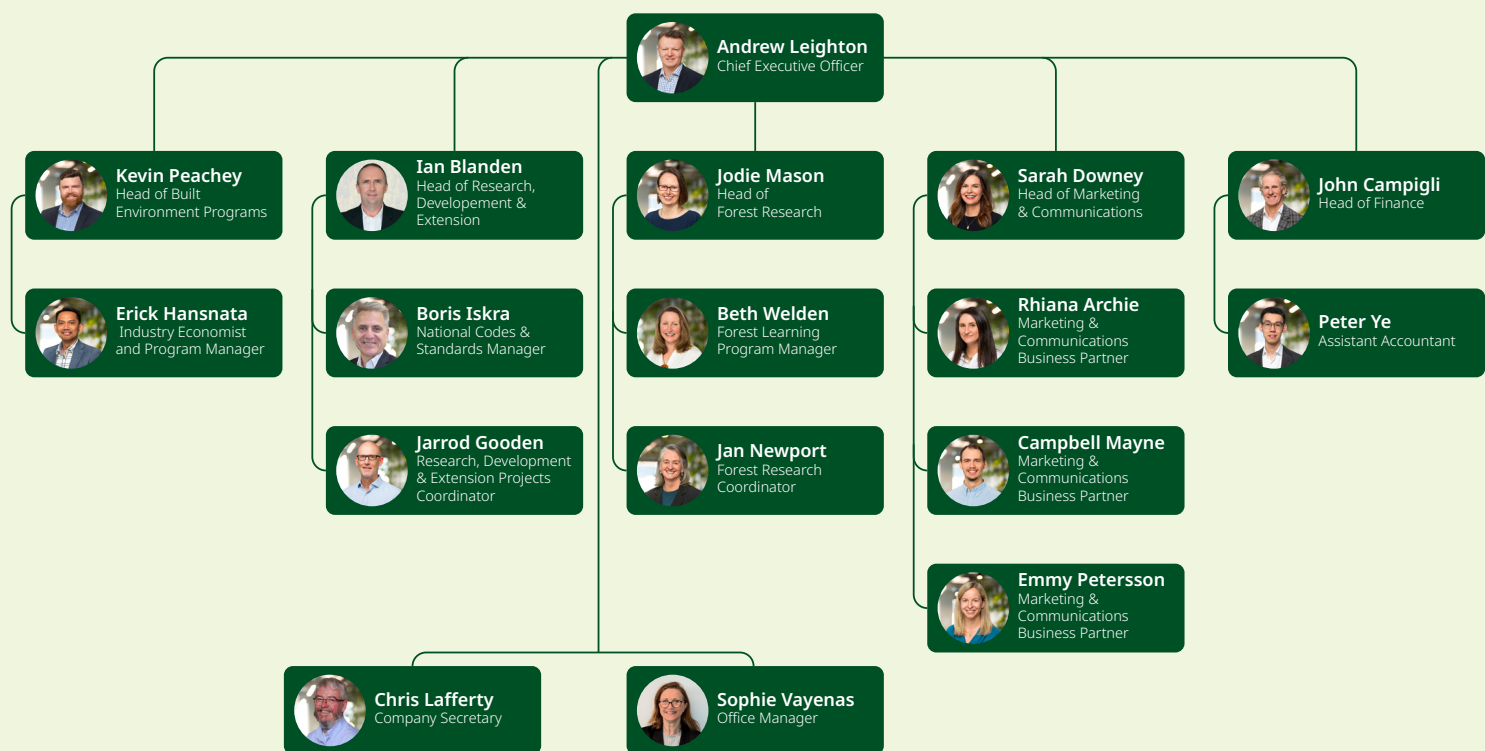 Andrew Leighton
Chief Executive Officer
Kevin Peachey
Head of Built
Environment Programs
Ian Blanden
Head of Research,
Developement &
Extension
Jodie Mason
Head of
Forest Research
Sarah Downey
Head of Marketing
& Communications
John Campigli
Head of Finance
Erick Hansnata
Industry Economist
and Program Manager
Boris Iskra
National Codes &
Standards Manager
Beth Welden
Forest Learning
Program Manager
Rhiana Archie
Marketing &
Communications
Business Partner
Peter Ye
Assistant Accountant
Jarrod Gooden
Research, Development
& Extension Projects
Coordinator
Jan Newport
Forest Research
Coordinator
Campbell Mayne
Marketing &
Communications
Business Partner
Emmy Petersson
Marketing &
Communications
Business Partner
Chris Lafferty
Company Secretary
Sophie Vayenas
Office Manager